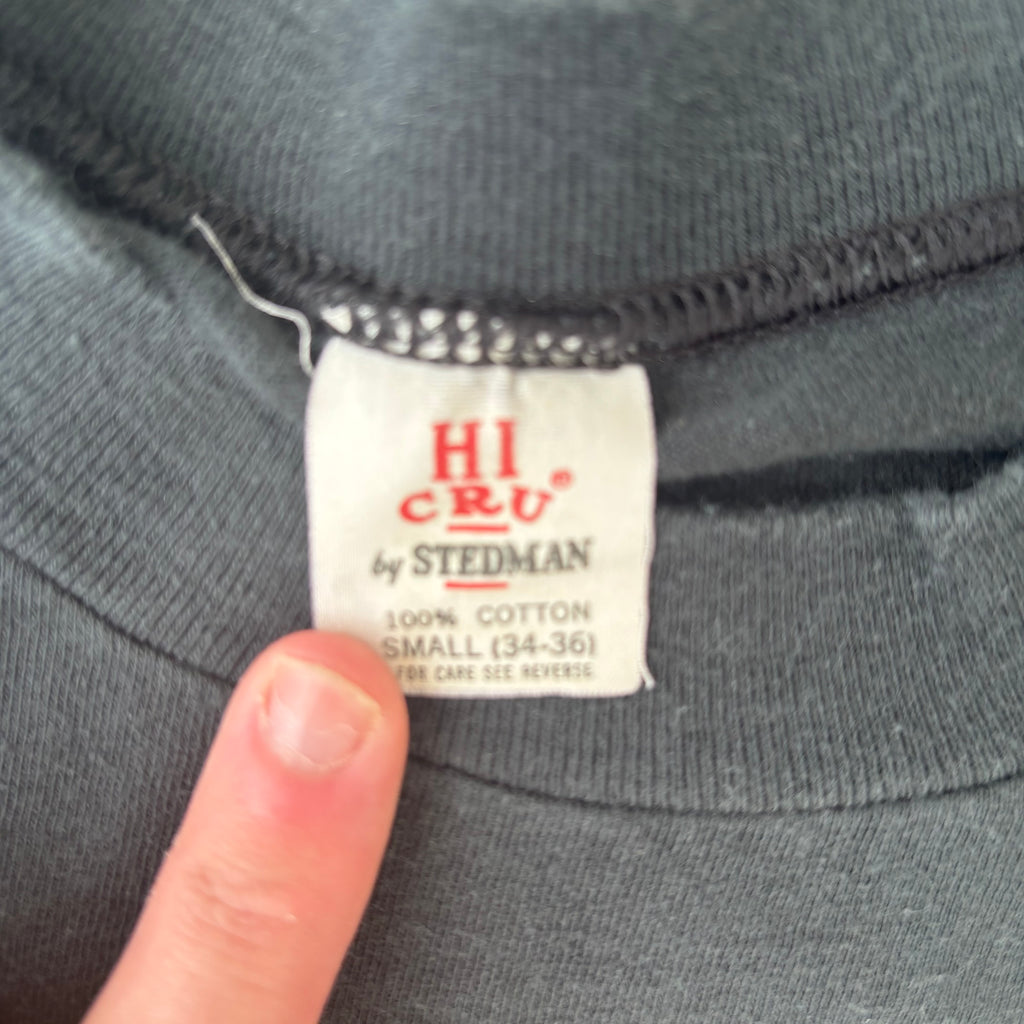 HI
CRU®
by STEDMAN
100% COTTON
SMALL (34-36)
FOR CARE SEE REVERSE